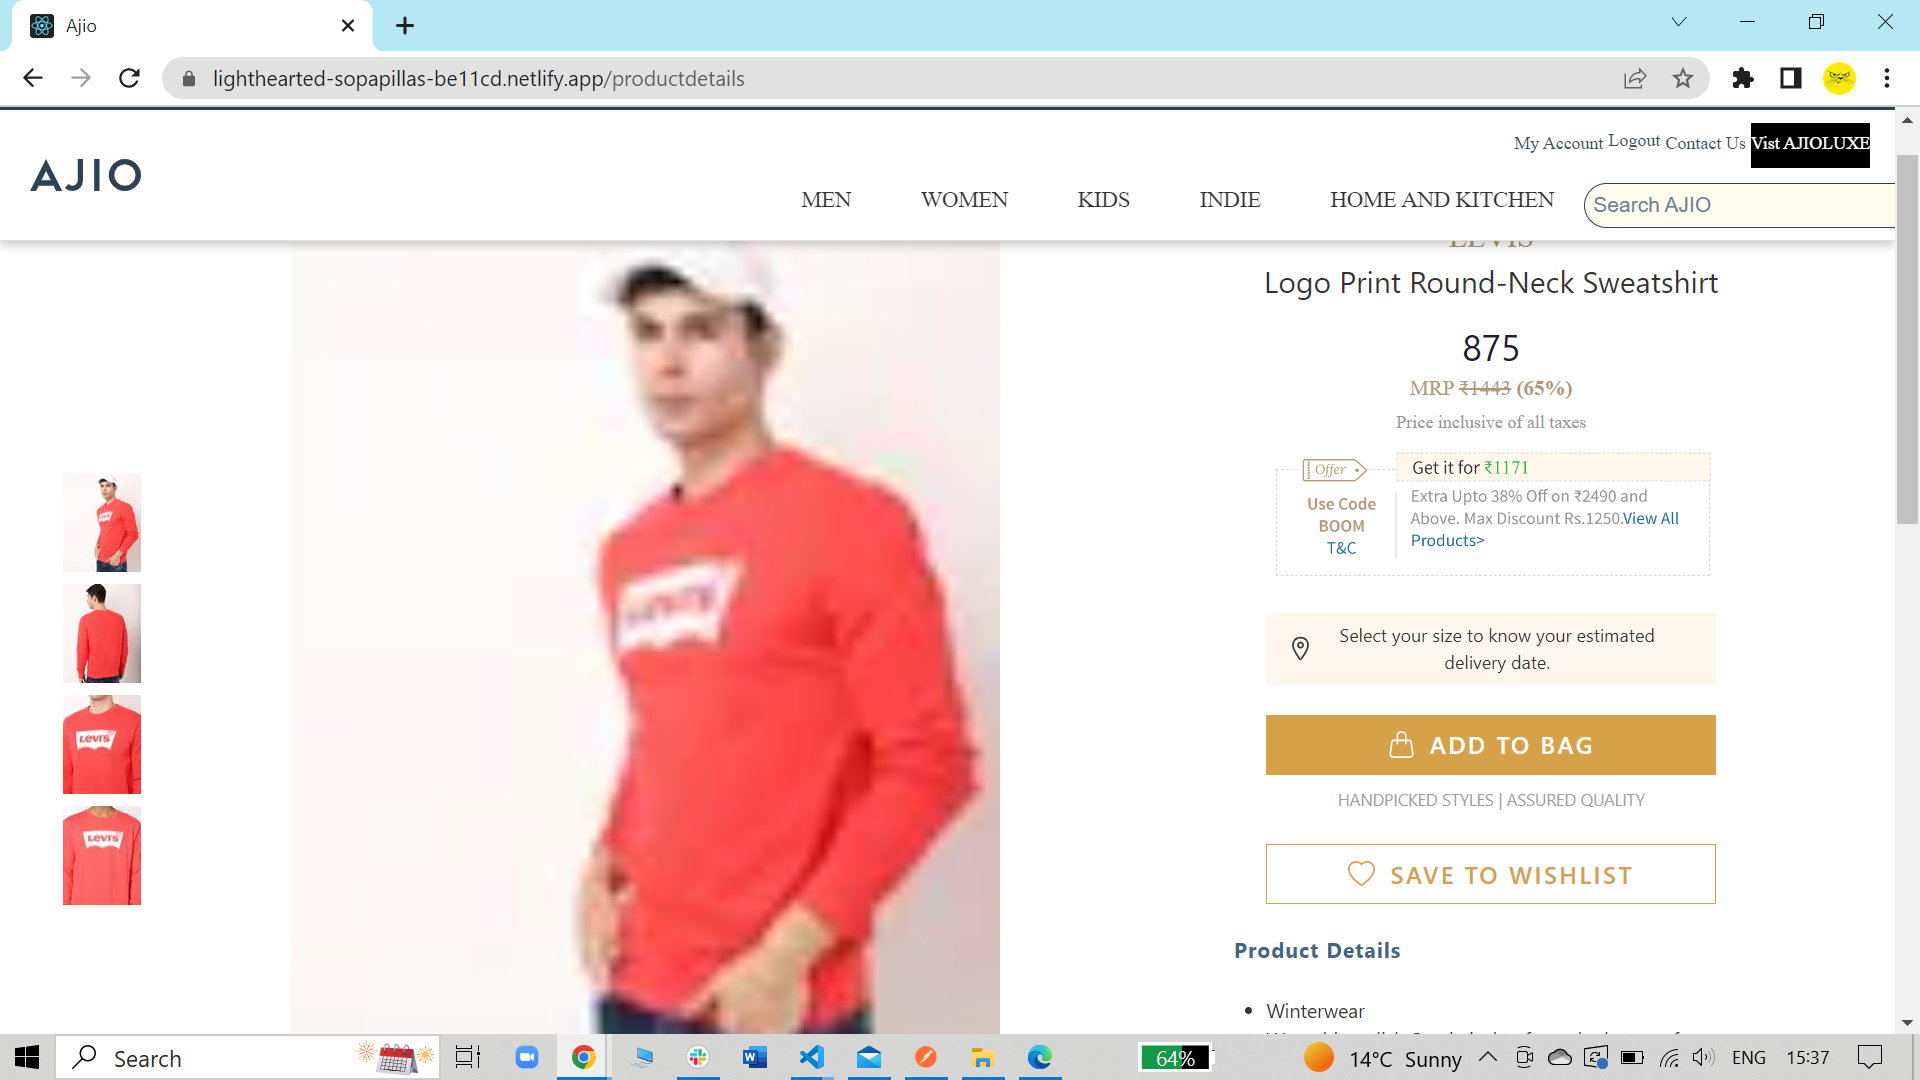 Ajio
lighthearted-sopapillas-be11cd.netlify.app/productdetails
My Account Logout Contact Us Vist AJIOLUXE
AJIO
MEN WOMEN KIDS INDIE HOME AND KITCHEN Search AJIO
LEVIS
Logo Print Round-Neck Sweatshirt
875
MRP ₹1443 (65%)
Price inclusive of all taxes
Offer
Get it for ₹1171
Use Code
BOOM
T&C
Extra Upto 38% Off on ₹2490 and
Above. Max Discount Rs.1250.View All
Products>
Select your size to know your estimated
delivery date.
ADD TO BAG
HANDPICKED STYLES | ASSURED QUALITY
SAVE TO WISHLIST
Product Details
• Winterwear
LEVI'S
LEVI'S
Search
64%
14°C Sunny
ENG
15:37